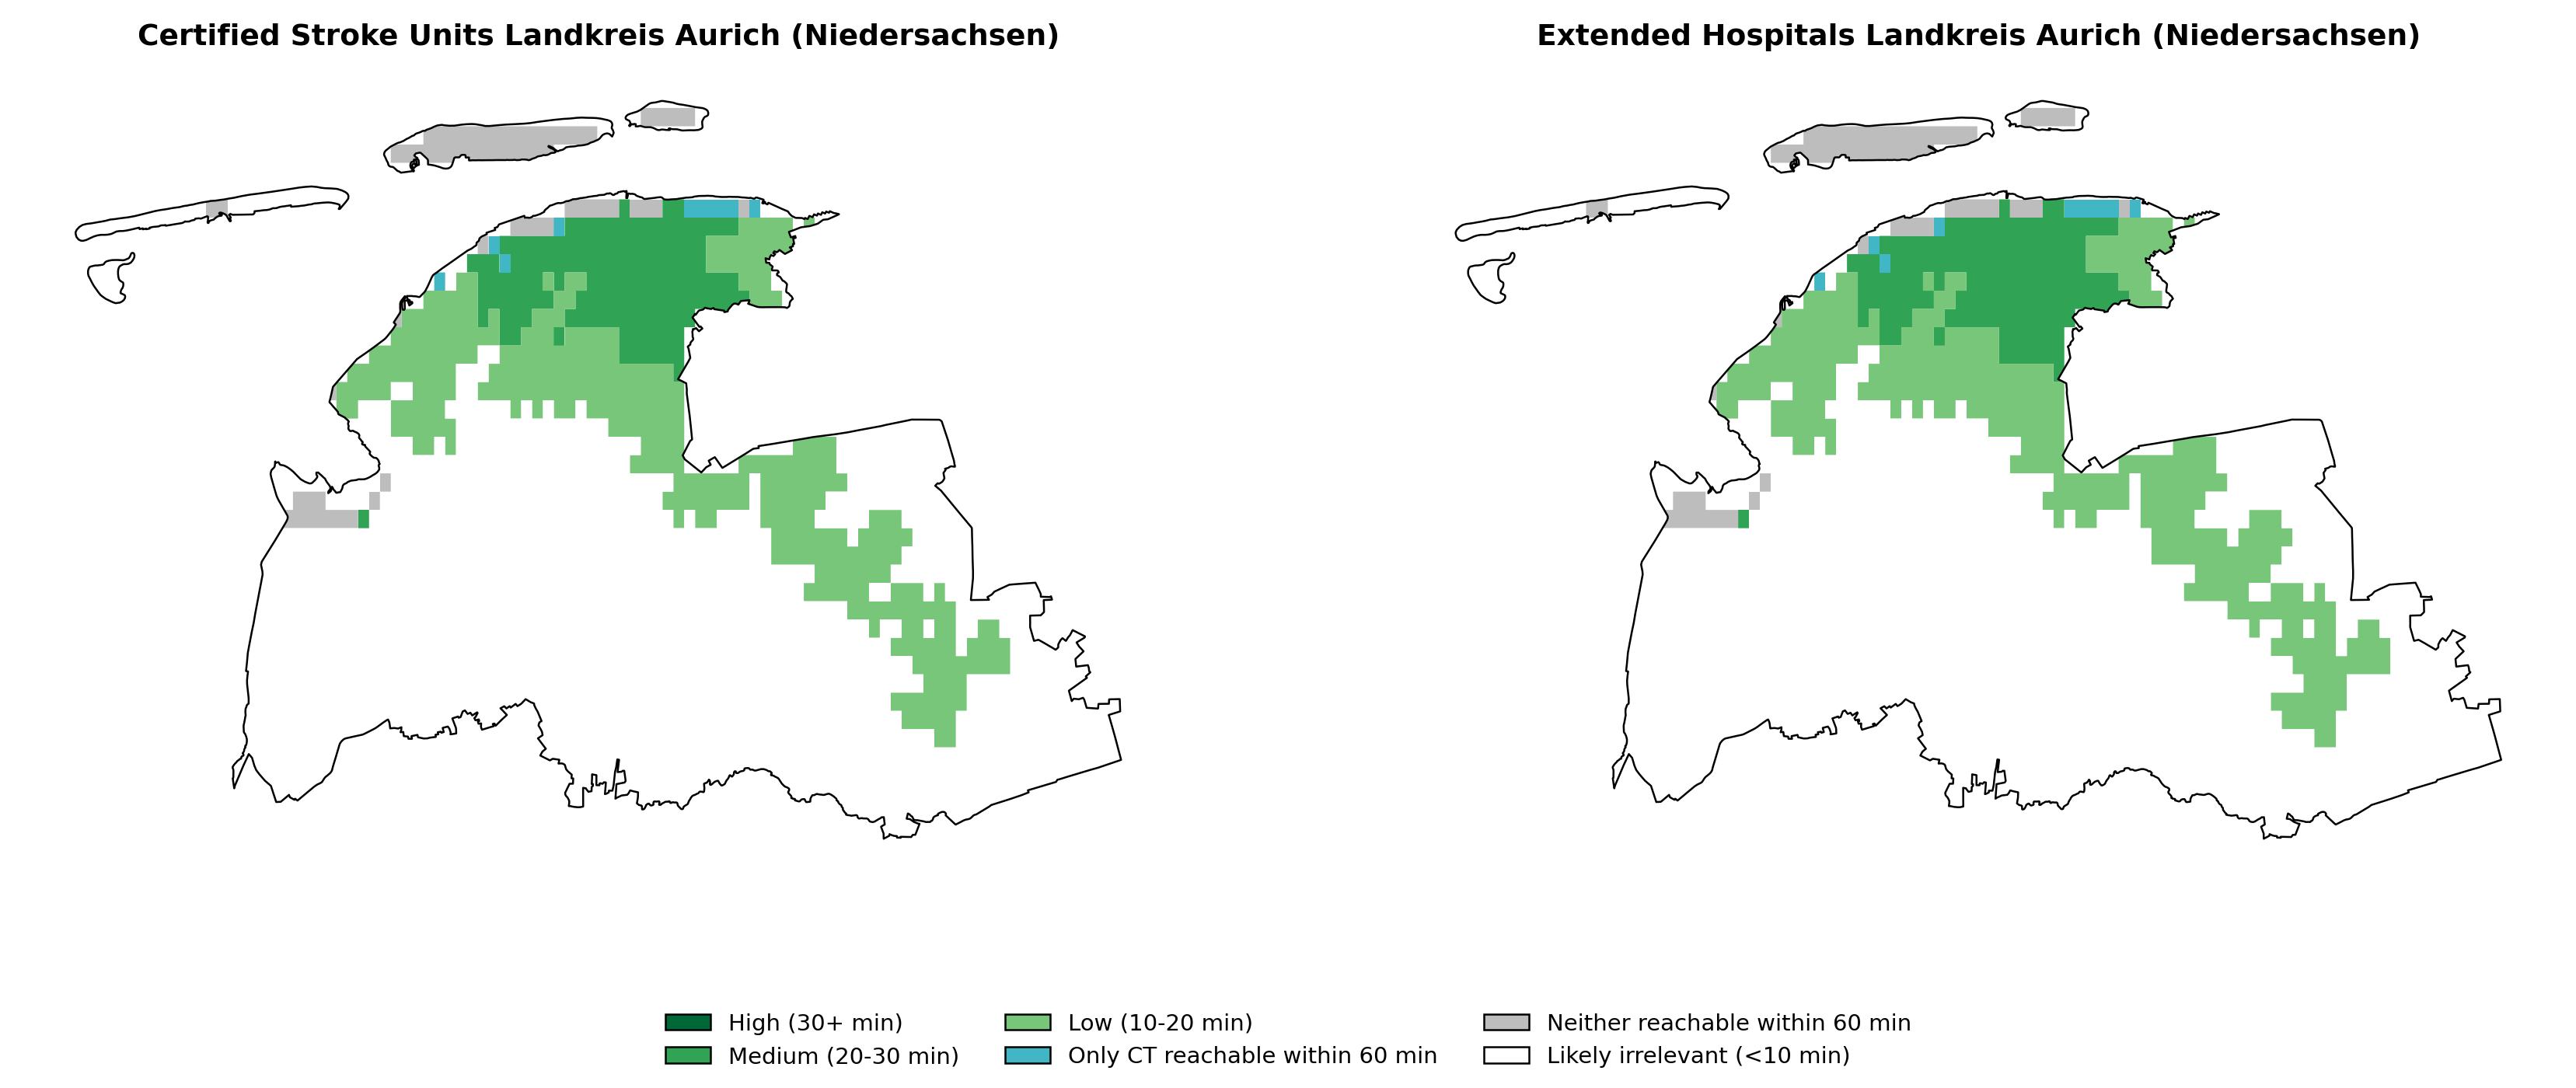 Certified Stroke Units Landkreis Aurich (Niedersachsen)
Extended Hospitals Landkreis Aurich (Niedersachsen)
High (30+ min)
Medium (20-30 min)
Low (10-20 min)
Only CT reachable within 60 min
Neither reachable within 60 min
Likely irrelevant (<10 min)